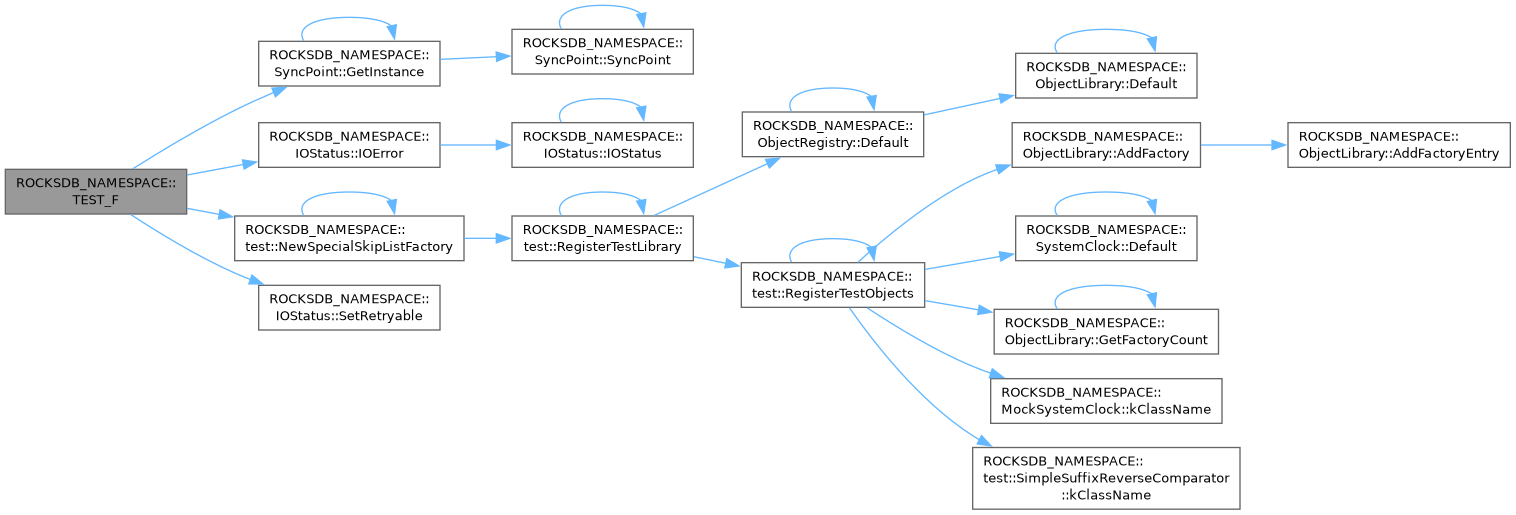 ROCKSDB_NAMESPACE::
TEST_F
ROCKSDB_NAMESPACE::
SyncPoint::GetInstance
ROCKSDB_NAMESPACE::
SyncPoint::SyncPoint
ROCKSDB_NAMESPACE::
IOStatus::IOError
ROCKSDB_NAMESPACE::
IOStatus::IOStatus
ROCKSDB_NAMESPACE::
test::NewSpecialSkipListFactory
ROCKSDB_NAMESPACE::
test::RegisterTestLibrary
ROCKSDB_NAMESPACE::
ObjectRegistry::Default
ROCKSDB_NAMESPACE::
ObjectLibrary::Default
ROCKSDB_NAMESPACE::
test::RegisterTestObjects
ROCKSDB_NAMESPACE::
ObjectLibrary::AddFactory
ROCKSDB_NAMESPACE::
ObjectLibrary::AddFactoryEntry
ROCKSDB_NAMESPACE::
SystemClock::Default
ROCKSDB_NAMESPACE::
ObjectLibrary::GetFactoryCount
ROCKSDB_NAMESPACE::
MockSystemClock::kClassName
ROCKSDB_NAMESPACE::
test::SimpleSuffixReverseComparator
::kClassName
ROCKSDB_NAMESPACE::
IOStatus::SetRetryable